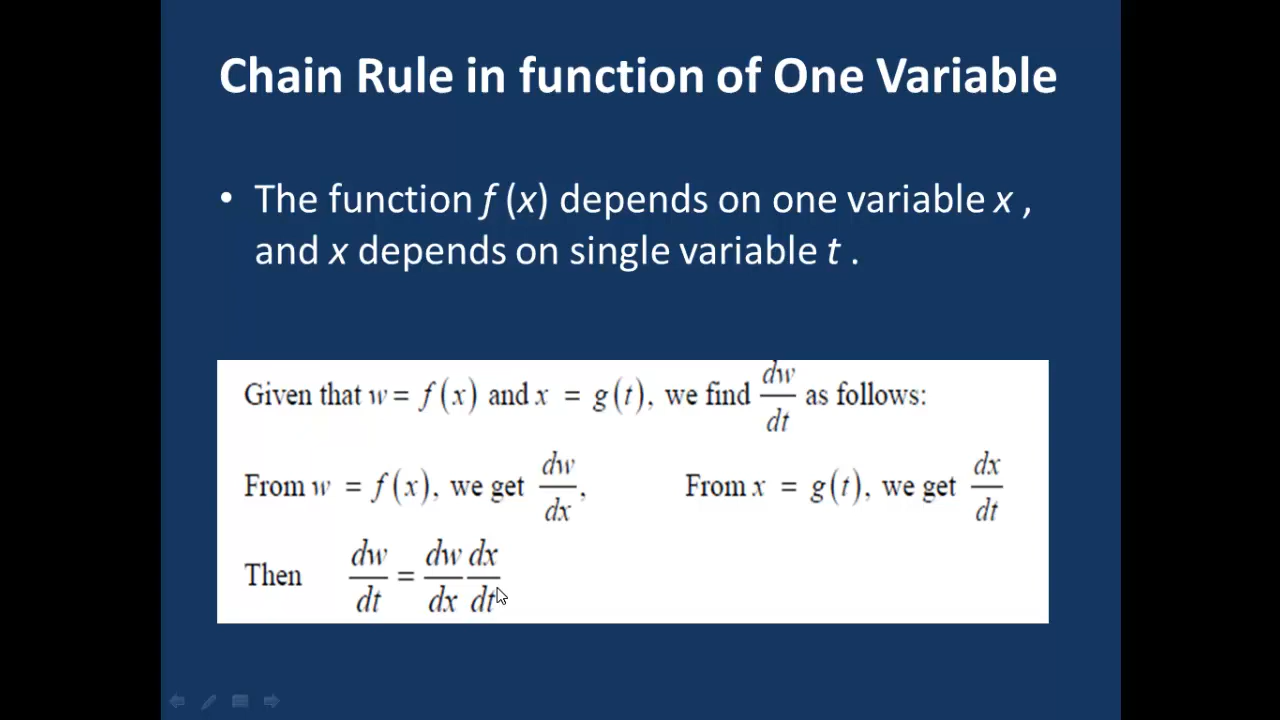 Chain Rule in function of One Variable
• The function f (x) depends on one variable x ,
and x depends on single variable t .
Given that w = f(x) and x = g(t), we find dw/dt as follows:
From w = f(x), we get dw/dx, From x = g(t), we get dx/dt
Then dw/dt = dw/dx dx/dt